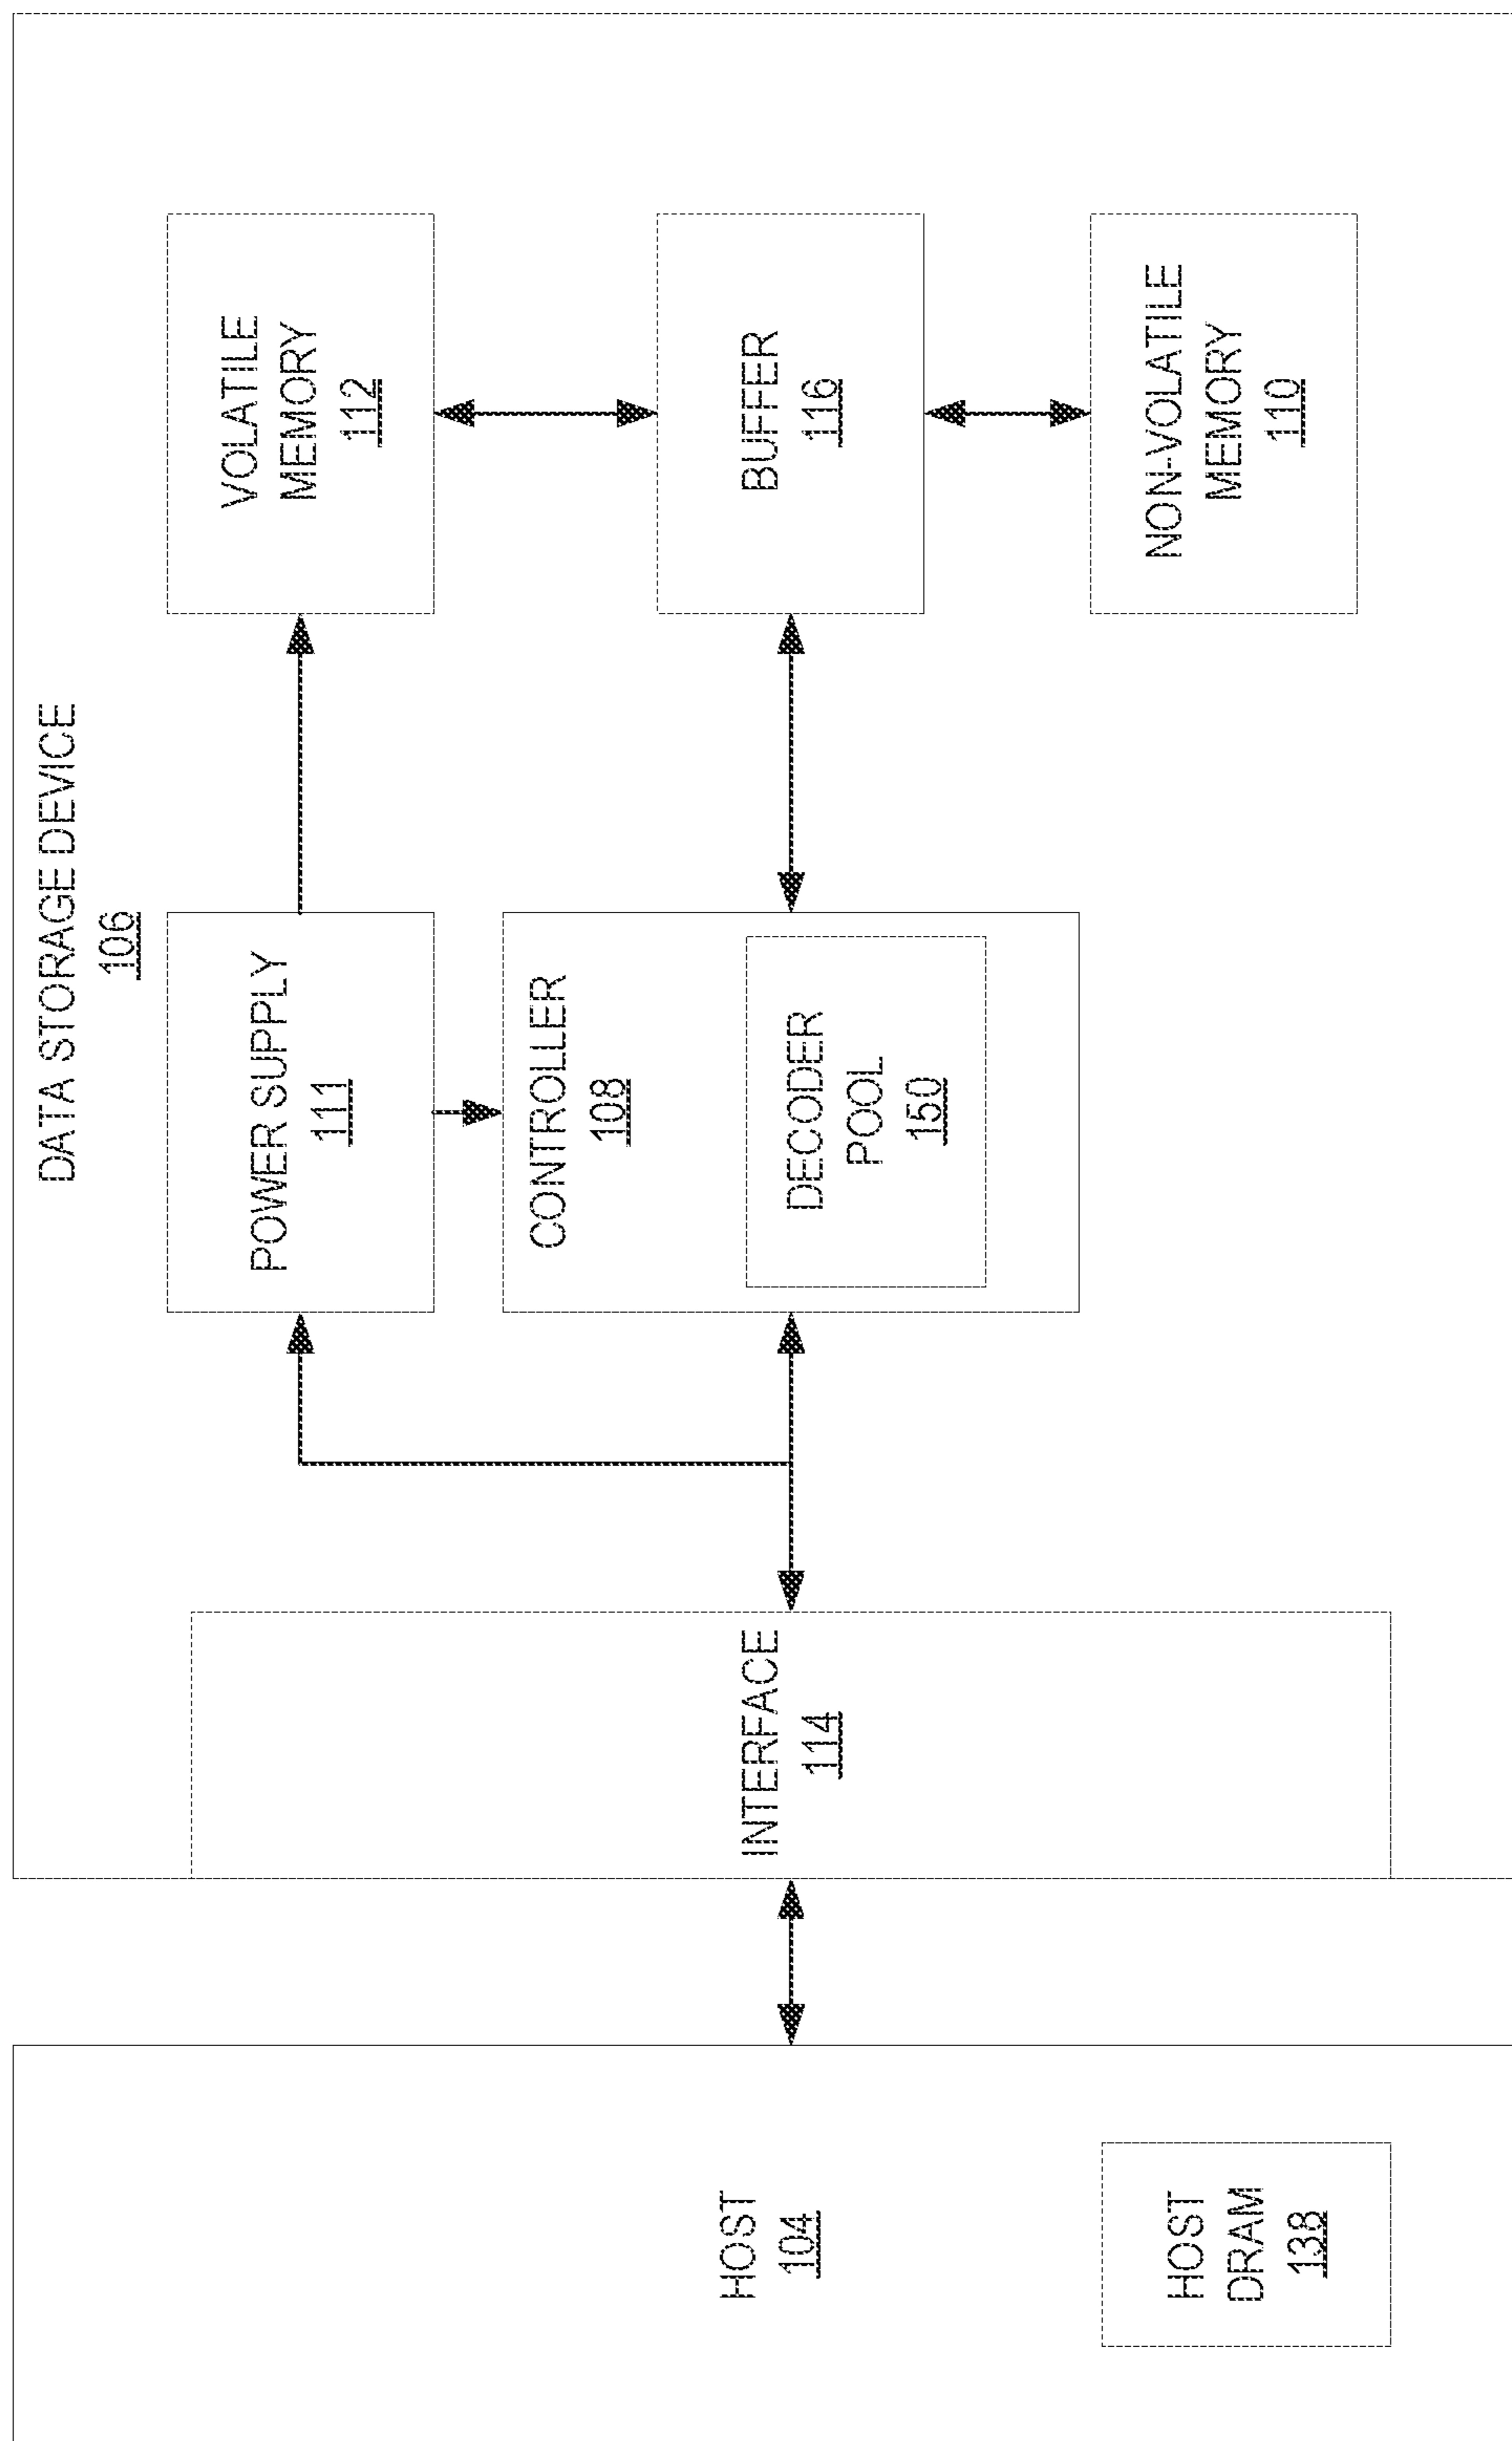 DATA STORAGE DEVICE
106
HOST
104
HOST
DRAM
138
INTERFACE
114
POWER SUPPLY
111
CONTROLLER
108
DECODER
POOL
150
VOLATILE
MEMORY
112
BUFFER
116
NON-VOLATILE
MEMORY
110